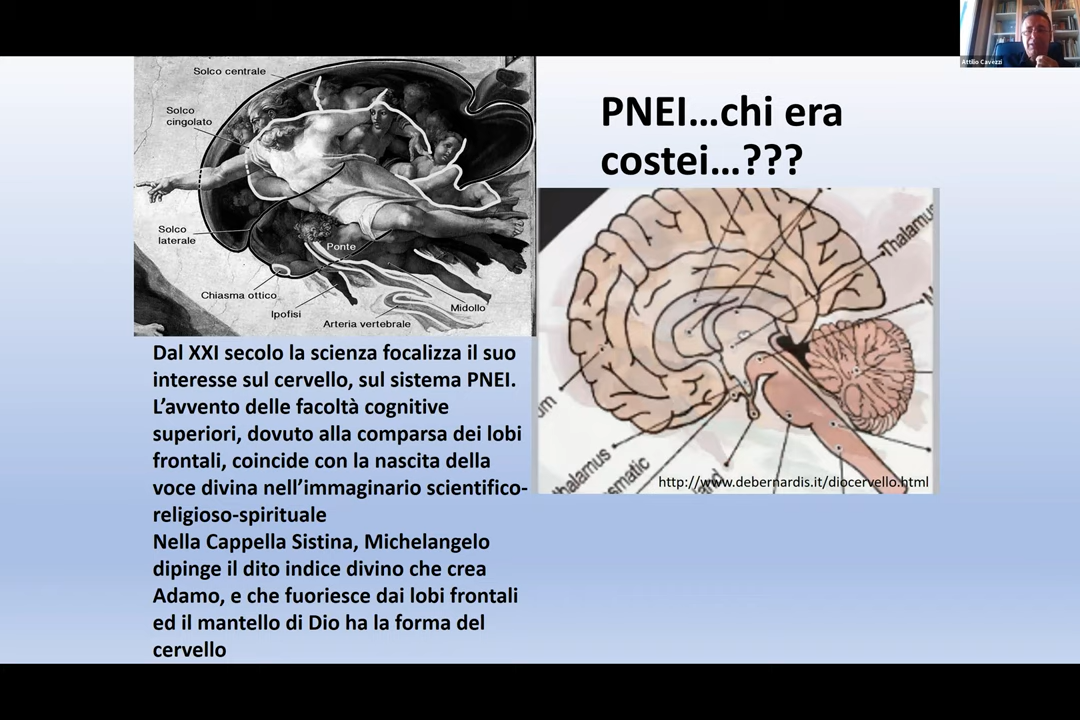 Attilio Cavezzi
Solco centrale
Solco
cingolato
Solco
laterale
Ponte
Chiasma ottico
Ipofisi
Arteria vertebrale
Midollo
PNEI...chi era
costei...???
Thalamus
thalamus
http://www.debernardis.it/diocervello.html
Dal XXI secolo la scienza focalizza il suo
interesse sul cervello, sul sistema PNEI.
L’avvento delle facoltà cognitive
superiori, dovuto alla comparsa dei lobi
frontali, coincide con la nascita della
voce divina nell’immaginario scientifico-
religioso-spirituale
Nella Cappella Sistina, Michelangelo
dipinge il dito indice divino che crea
Adamo, e che fuoriesce dai lobi frontali
ed il mantello di Dio ha la forma del
cervello